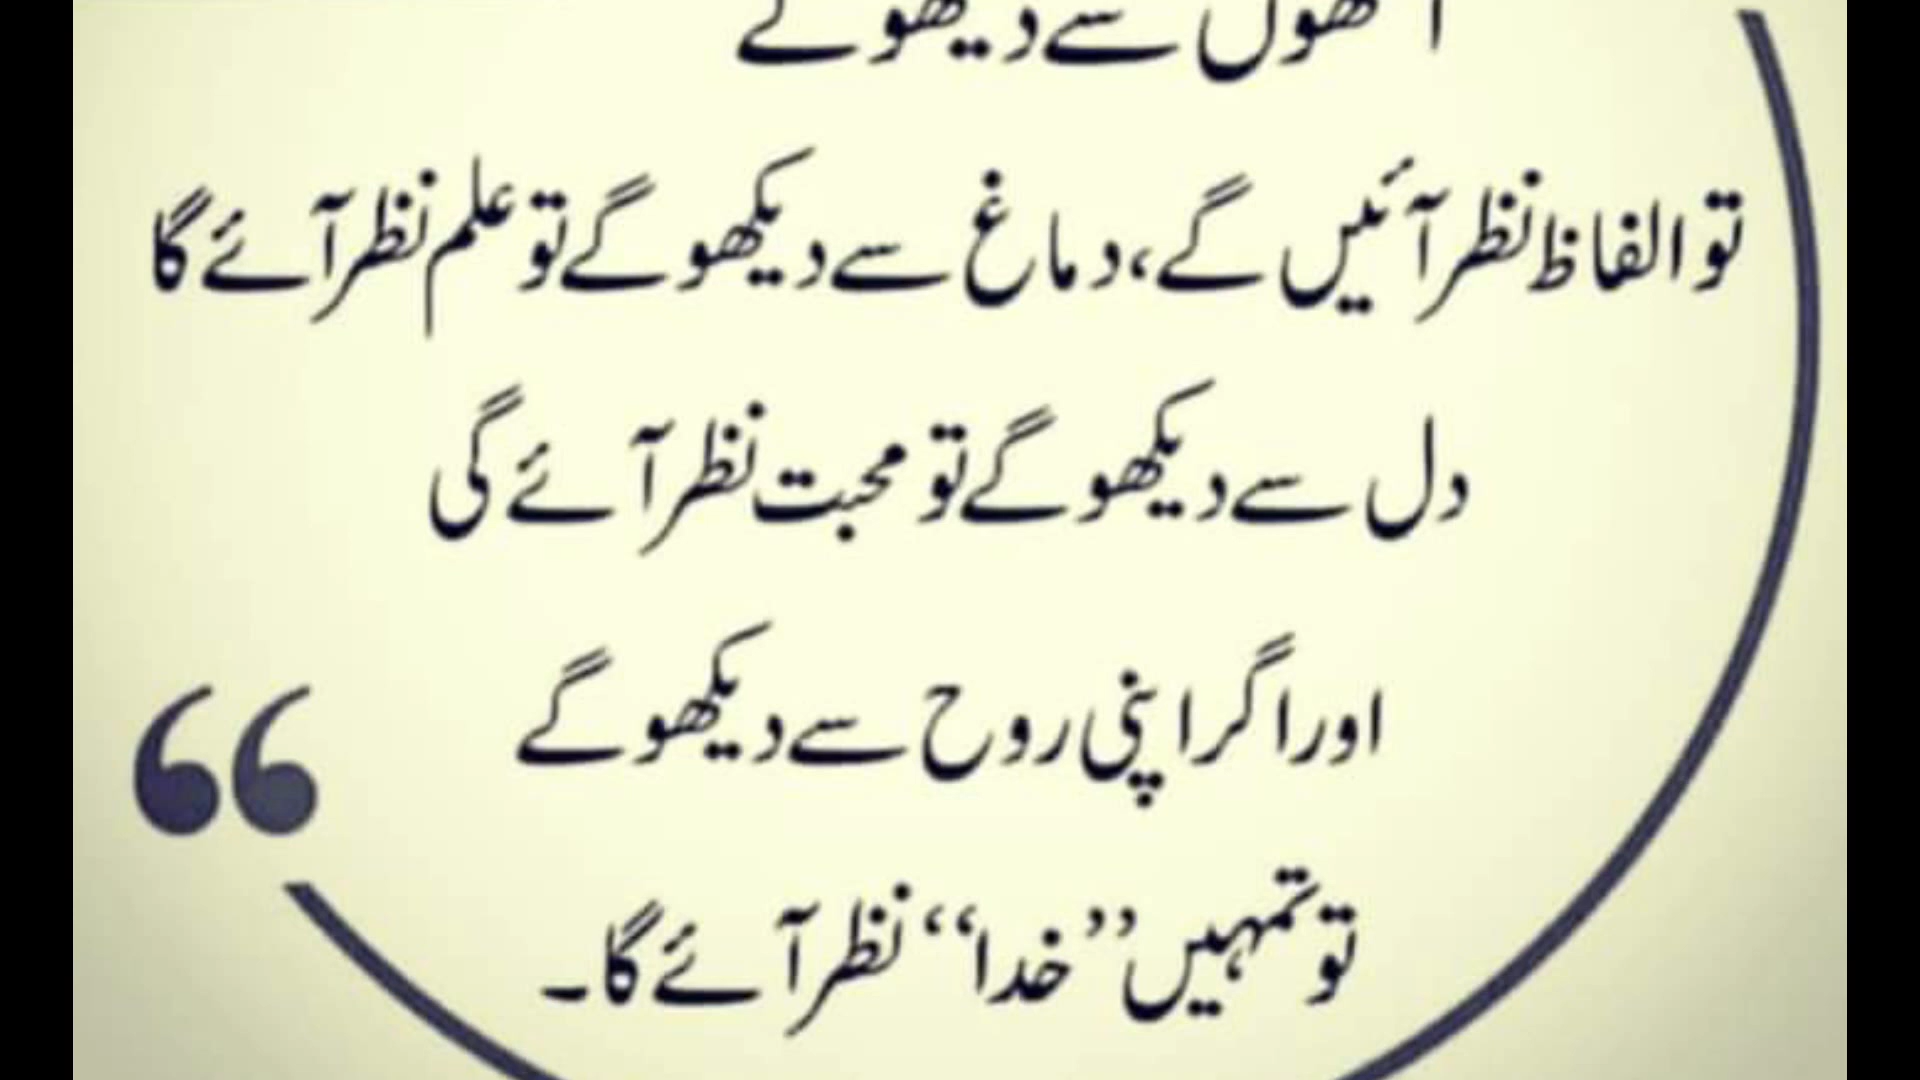 آنکھوں سے دیکھو گے
تو الفاظ نظر آئیں گے، دماغ سے دیکھو گے تو علم نظر آئے گا
دل سے دیکھو گے تو محبت نظر آئے گی
اور اگر اپنی روح سے دیکھو گے
تو تمہیں ”خدا“ نظر آئے گا۔